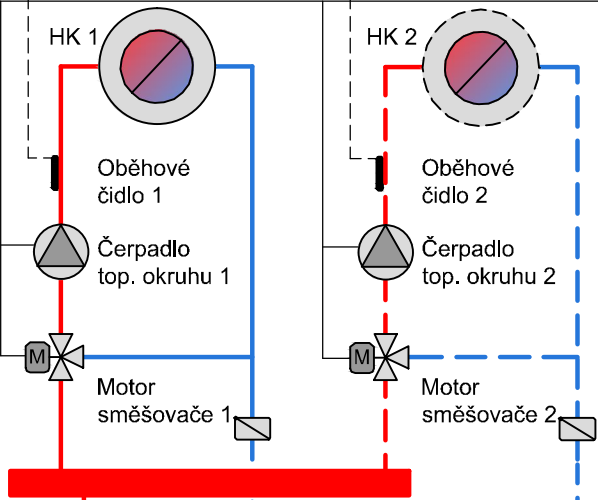 HK 1
Oběhové
čidlo 1
Čerpadlo
top. okruhu 1
M
Motor
směšovače 1
HK 2
Oběhové
čidlo 2
Čerpadlo
top. okruhu 2
M
Motor
směšovače 2